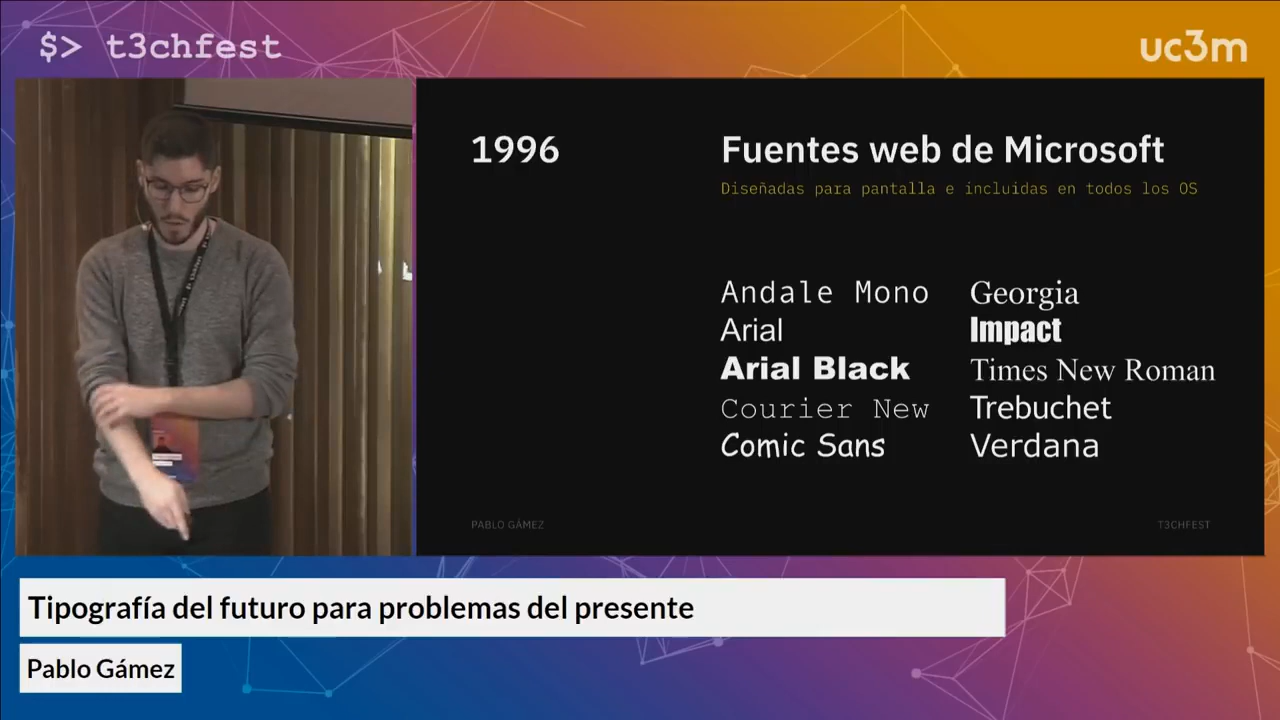 $> t3chfest
uc3m
1996
Fuentes web de Microsoft
Diseñadas para pantalla e incluidas en todos los OS
Andale Mono
Arial
Arial Black
Courier New
Comic Sans
Georgia
Impact
Times New Roman
Trebuchet
Verdana
PABLO GÁMEZ
T3CHFEST
Tipografía del futuro para problemas del presente
Pablo Gámez